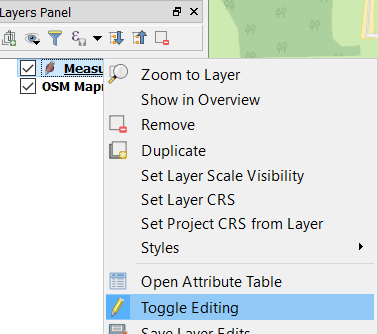 Layers Panel
Measu
OSM Mapn
Zoom to Layer
Show in Overview
Remove
Duplicate
Set Layer Scale Visibility
Set Layer CRS
Set Project CRS from Layer
Styles
Open Attribute Table
Toggle Editing
Save Layer Edits